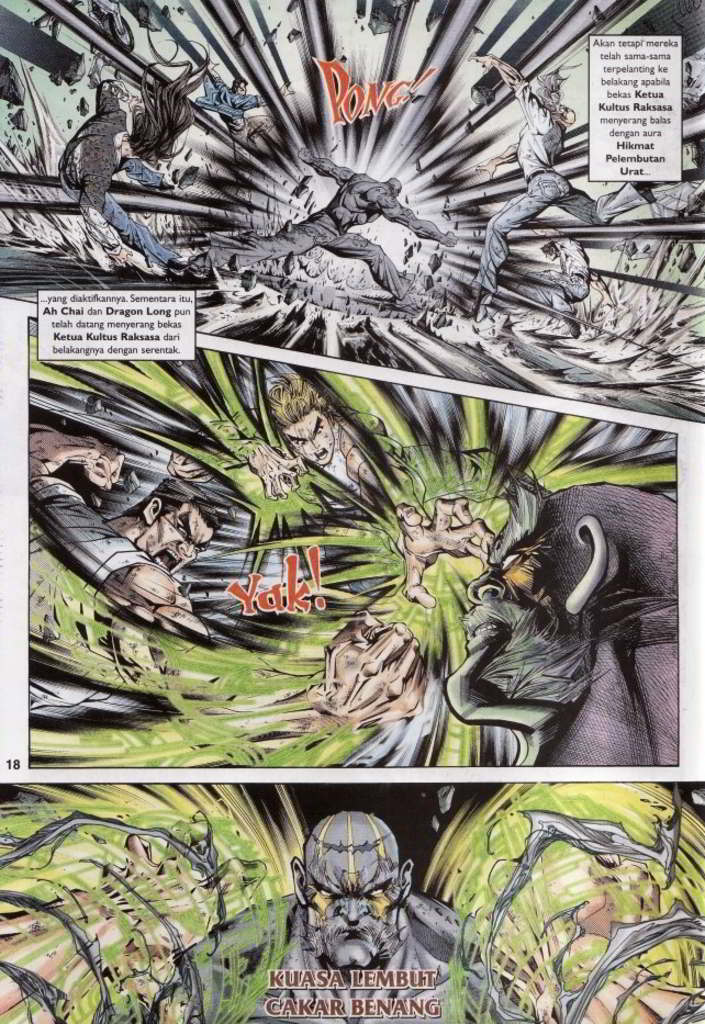 PONG!
Akan tetapi mereka
telah sama-sama
terpelanting ke
belakang apabila
bekas Ketua
Kultus Raksasa
menyerang balas
dengan aura
Hikmat
Pelembutan
Urat...
...yang diaktifkannya. Sementara itu,
Ah Chai dan Dragon Long pun
telah datang menyerang bekas
Ketua Kultus Raksasa dari
belakangnya dengan serentak.
Yak!
18
KUASA LEMBUT
CAKAR BENANG